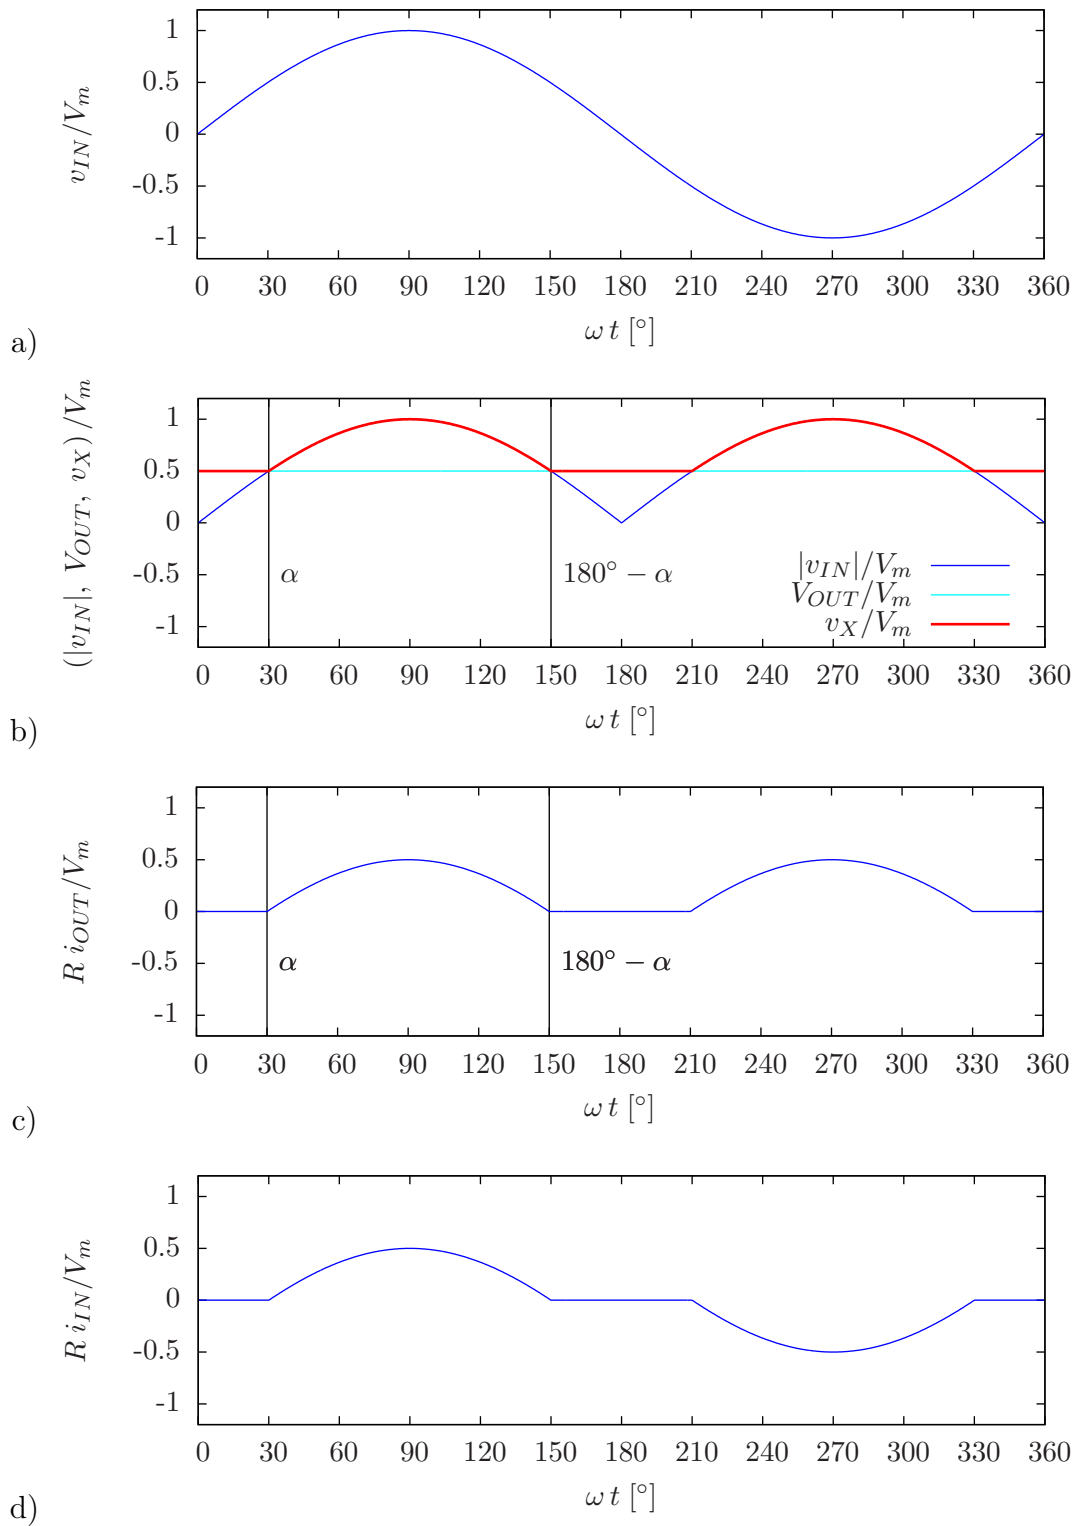 1
0.5
0
-0.5
-1
v_{IN}/V_m
0 30 60 90 120 150 180 210 240 270 300 330 360
ω t [°]
a)
1
0.5
0
-0.5
-1
(|v_{IN}|, V_{OUT}, v_X) /V_m
α
180° − α
|v_{IN}|/V_m
V_{OUT}/V_m
v_X/V_m
0 30 60 90 120 150 180 210 240 270 300 330 360
ω t [°]
b)
1
0.5
0
-0.5
-1
R i_{OUT}/V_m
α
180° − α
0 30 60 90 120 150 180 210 240 270 300 330 360
ω t [°]
c)
1
0.5
0
-0.5
-1
R i_{IN}/V_m
0 30 60 90 120 150 180 210 240 270 300 330 360
ω t [°]
d)